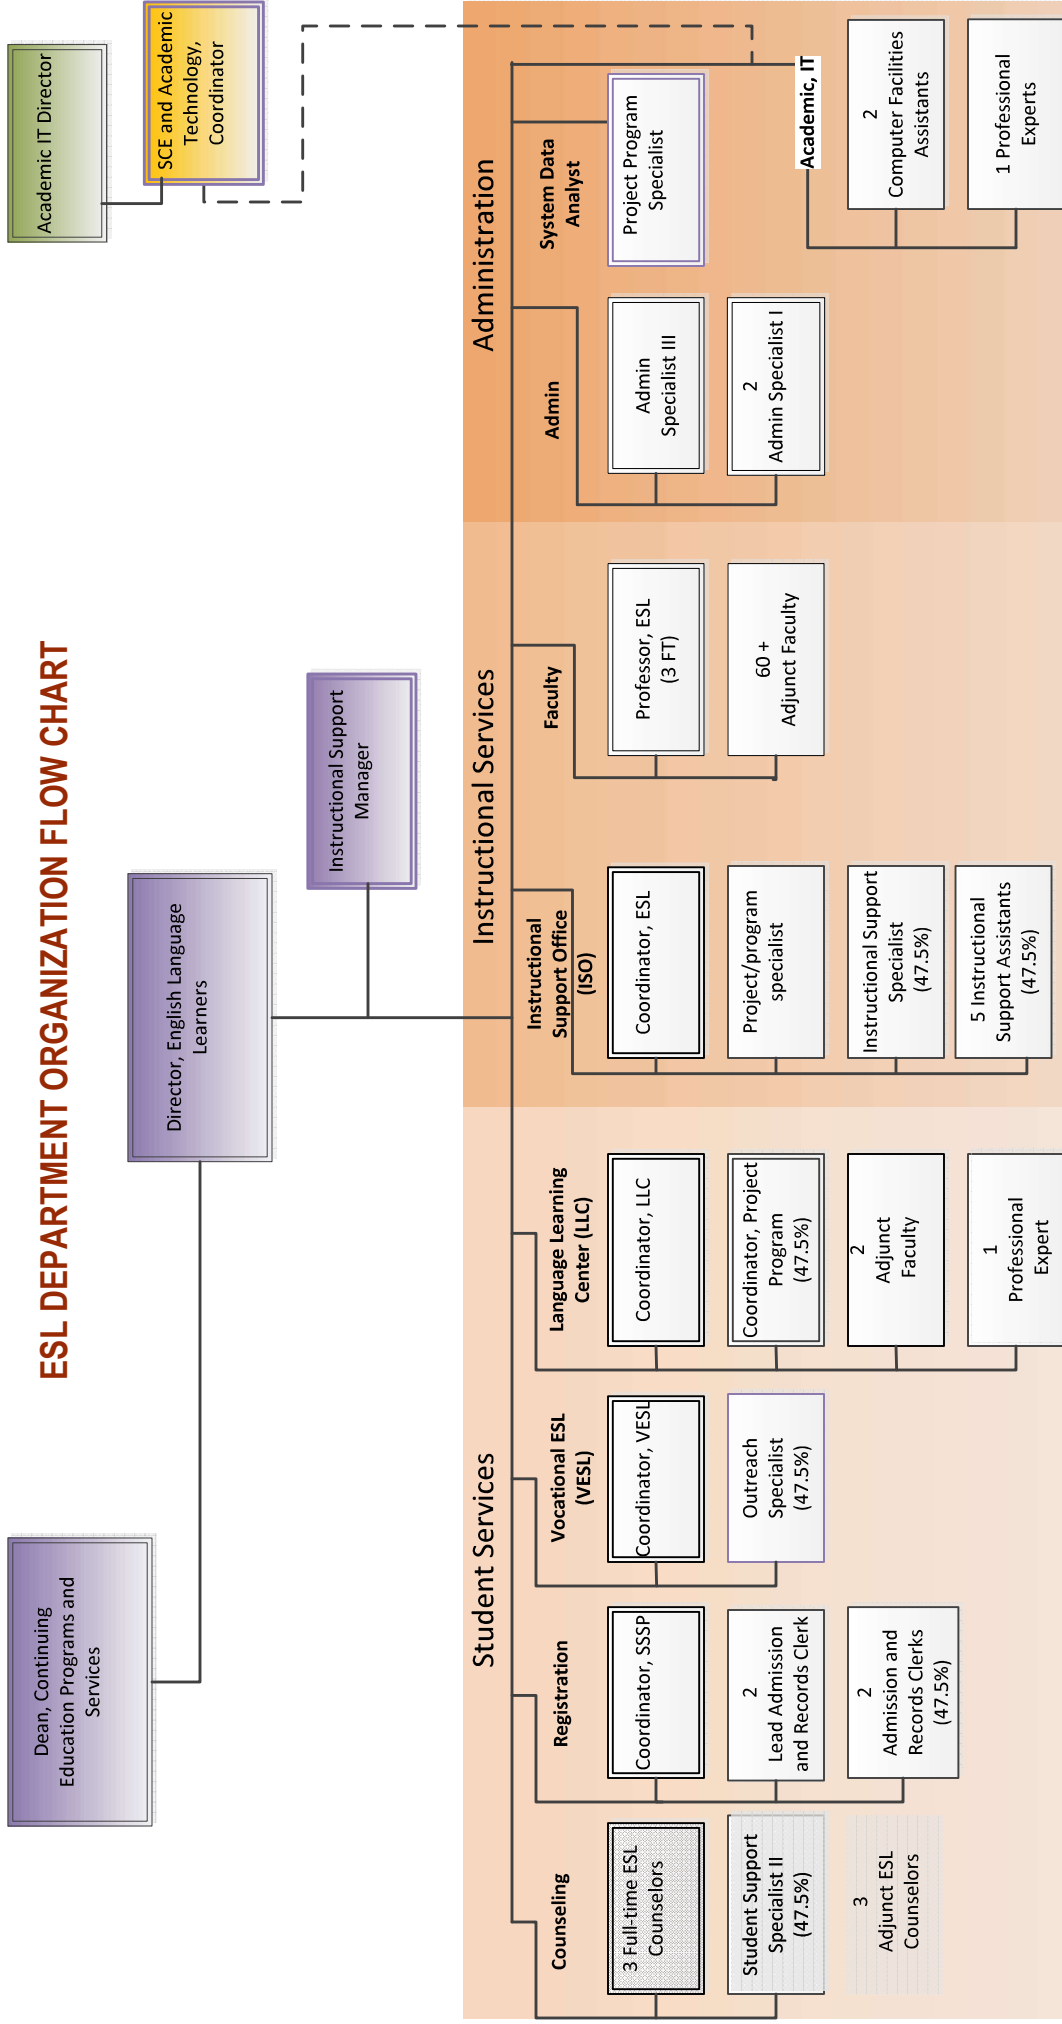 ESL DEPARTMENT ORGANIZATION FLOW CHART
Dean, Continuing
Education Programs and
Services
Director, English Language
Learners
Instructional Support
Manager
Academic IT Director
SCE and Academic
Technology,
Coordinator
Student Services
Instructional Services
Administration
Counseling
3 Full-time ESL
Counselors
Student Support
Specialist II
(47.5%)
3
Adjunct ESL
Counselors
Registration
Coordinator, SSSP
2
Lead Admission
and Records Clerk
2
Admission and
Records Clerks
(47.5%)
Vocational ESL
(VESL)
Coordinator, VESL
Outreach
Specialist
(47.5%)
Language Learning
Center (LLC)
Coordinator, LLC
Coordinator, Project
Program
(47.5%)
2
Adjunct
Faculty
1
Professional
Expert
Instructional
Support Office
(ISO)
Coordinator, ESL
Project/program
specialist
Instructional Support
Specialist
(47.5%)
5 Instructional
Support Assistants
(47.5%)
Faculty
Professor, ESL
(3 FT)
60 +
Adjunct Faculty
Admin
Admin
Specialist III
2
Admin Specialist I
System Data
Analyst
Project Program
Specialist
Academic, IT
2
Computer Facilities
Assistants
1 Professional
Experts